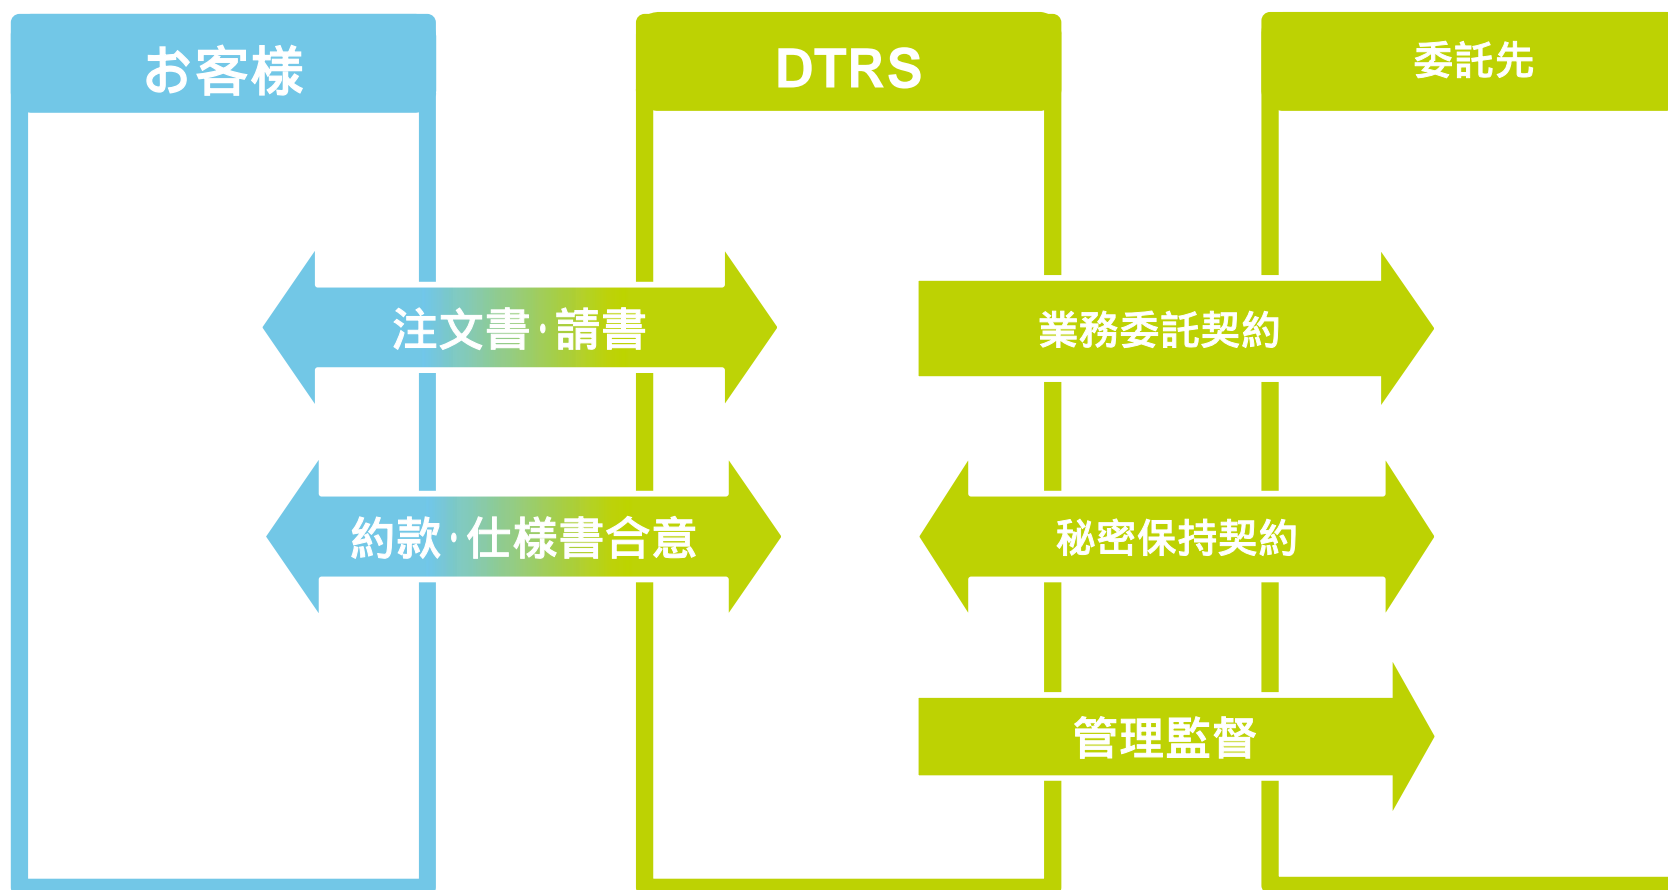 お客様
DTRS
委託先
注文書・請書
業務委託契約
約款・仕様書合意
秘密保持契約
管理監督